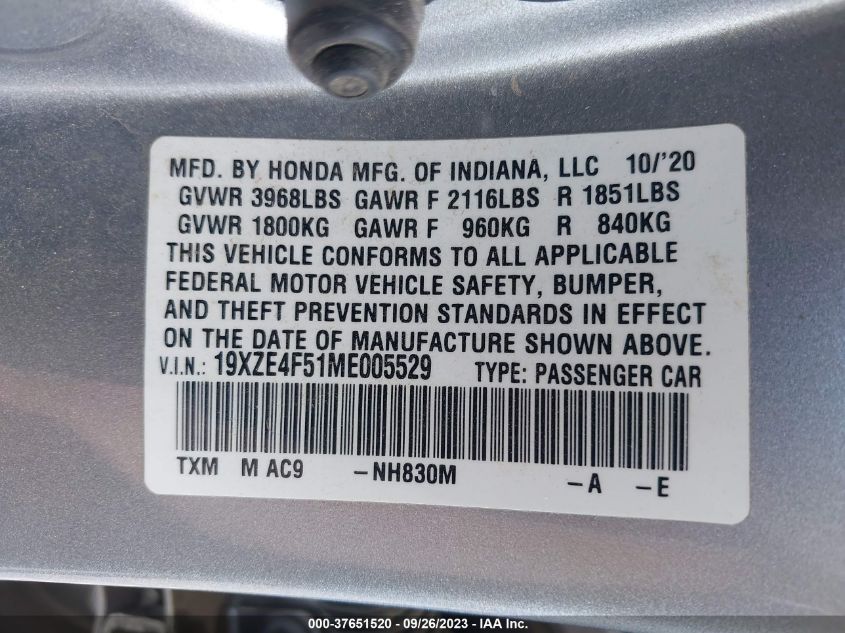 MFD. BY HONDA MFG. OF INDIANA, LLC 10/'20
GVWR 3968LBS GAWR F 2116LBS R 1851LBS
GVWR 1800KG GAWR F 960KG R 840KG
THIS VEHICLE CONFORMS TO ALL APPLICABLE
FEDERAL MOTOR VEHICLE SAFETY, BUMPER,
AND THEFT PREVENTION STANDARDS IN EFFECT
ON THE DATE OF MANUFACTURE SHOWN ABOVE.
V.I.N.: 19XZE4F51ME005529 TYPE: PASSENGER CAR
TXM M AC9 -NH830M -A -E
000-37651520 - 09/26/2023 - IAA Inc.